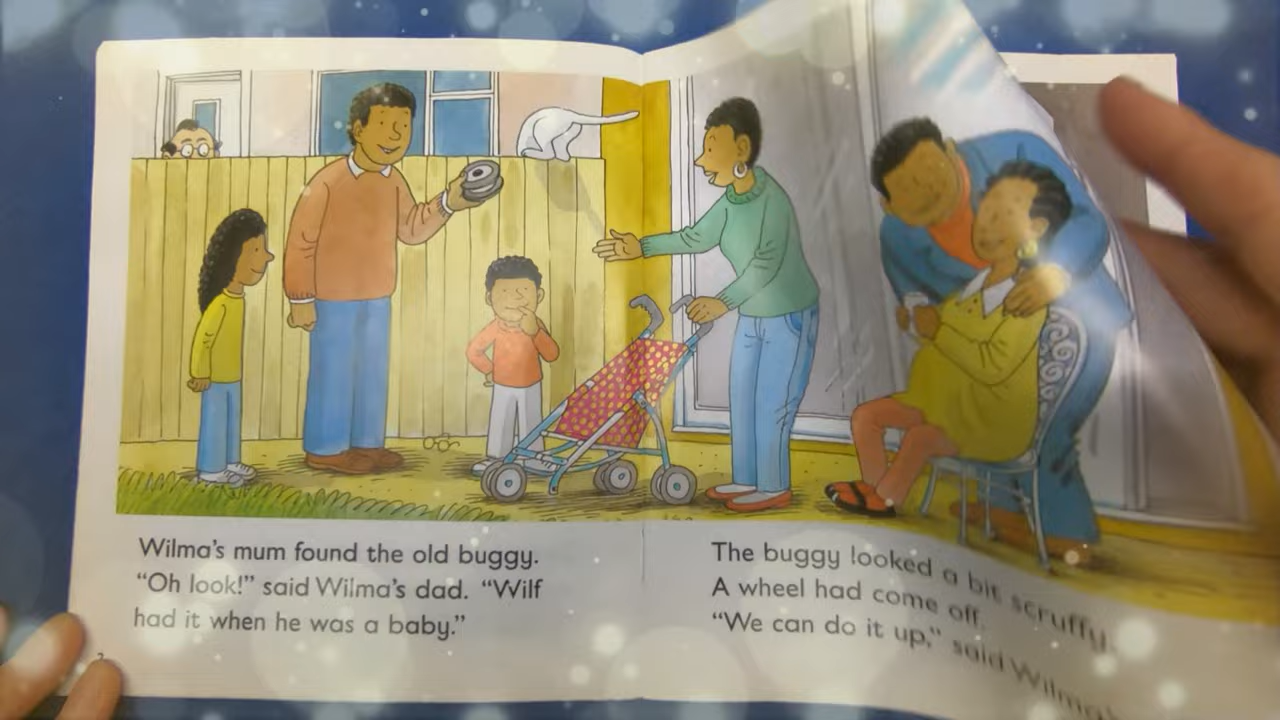 Wilma's mum found the old buggy.
"Oh look!" said Wilma's dad. "Wilf
had it when he was a baby."
The buggy looked a bit scruffy.
A wheel had come off.
"We can do it up," said Wilma's